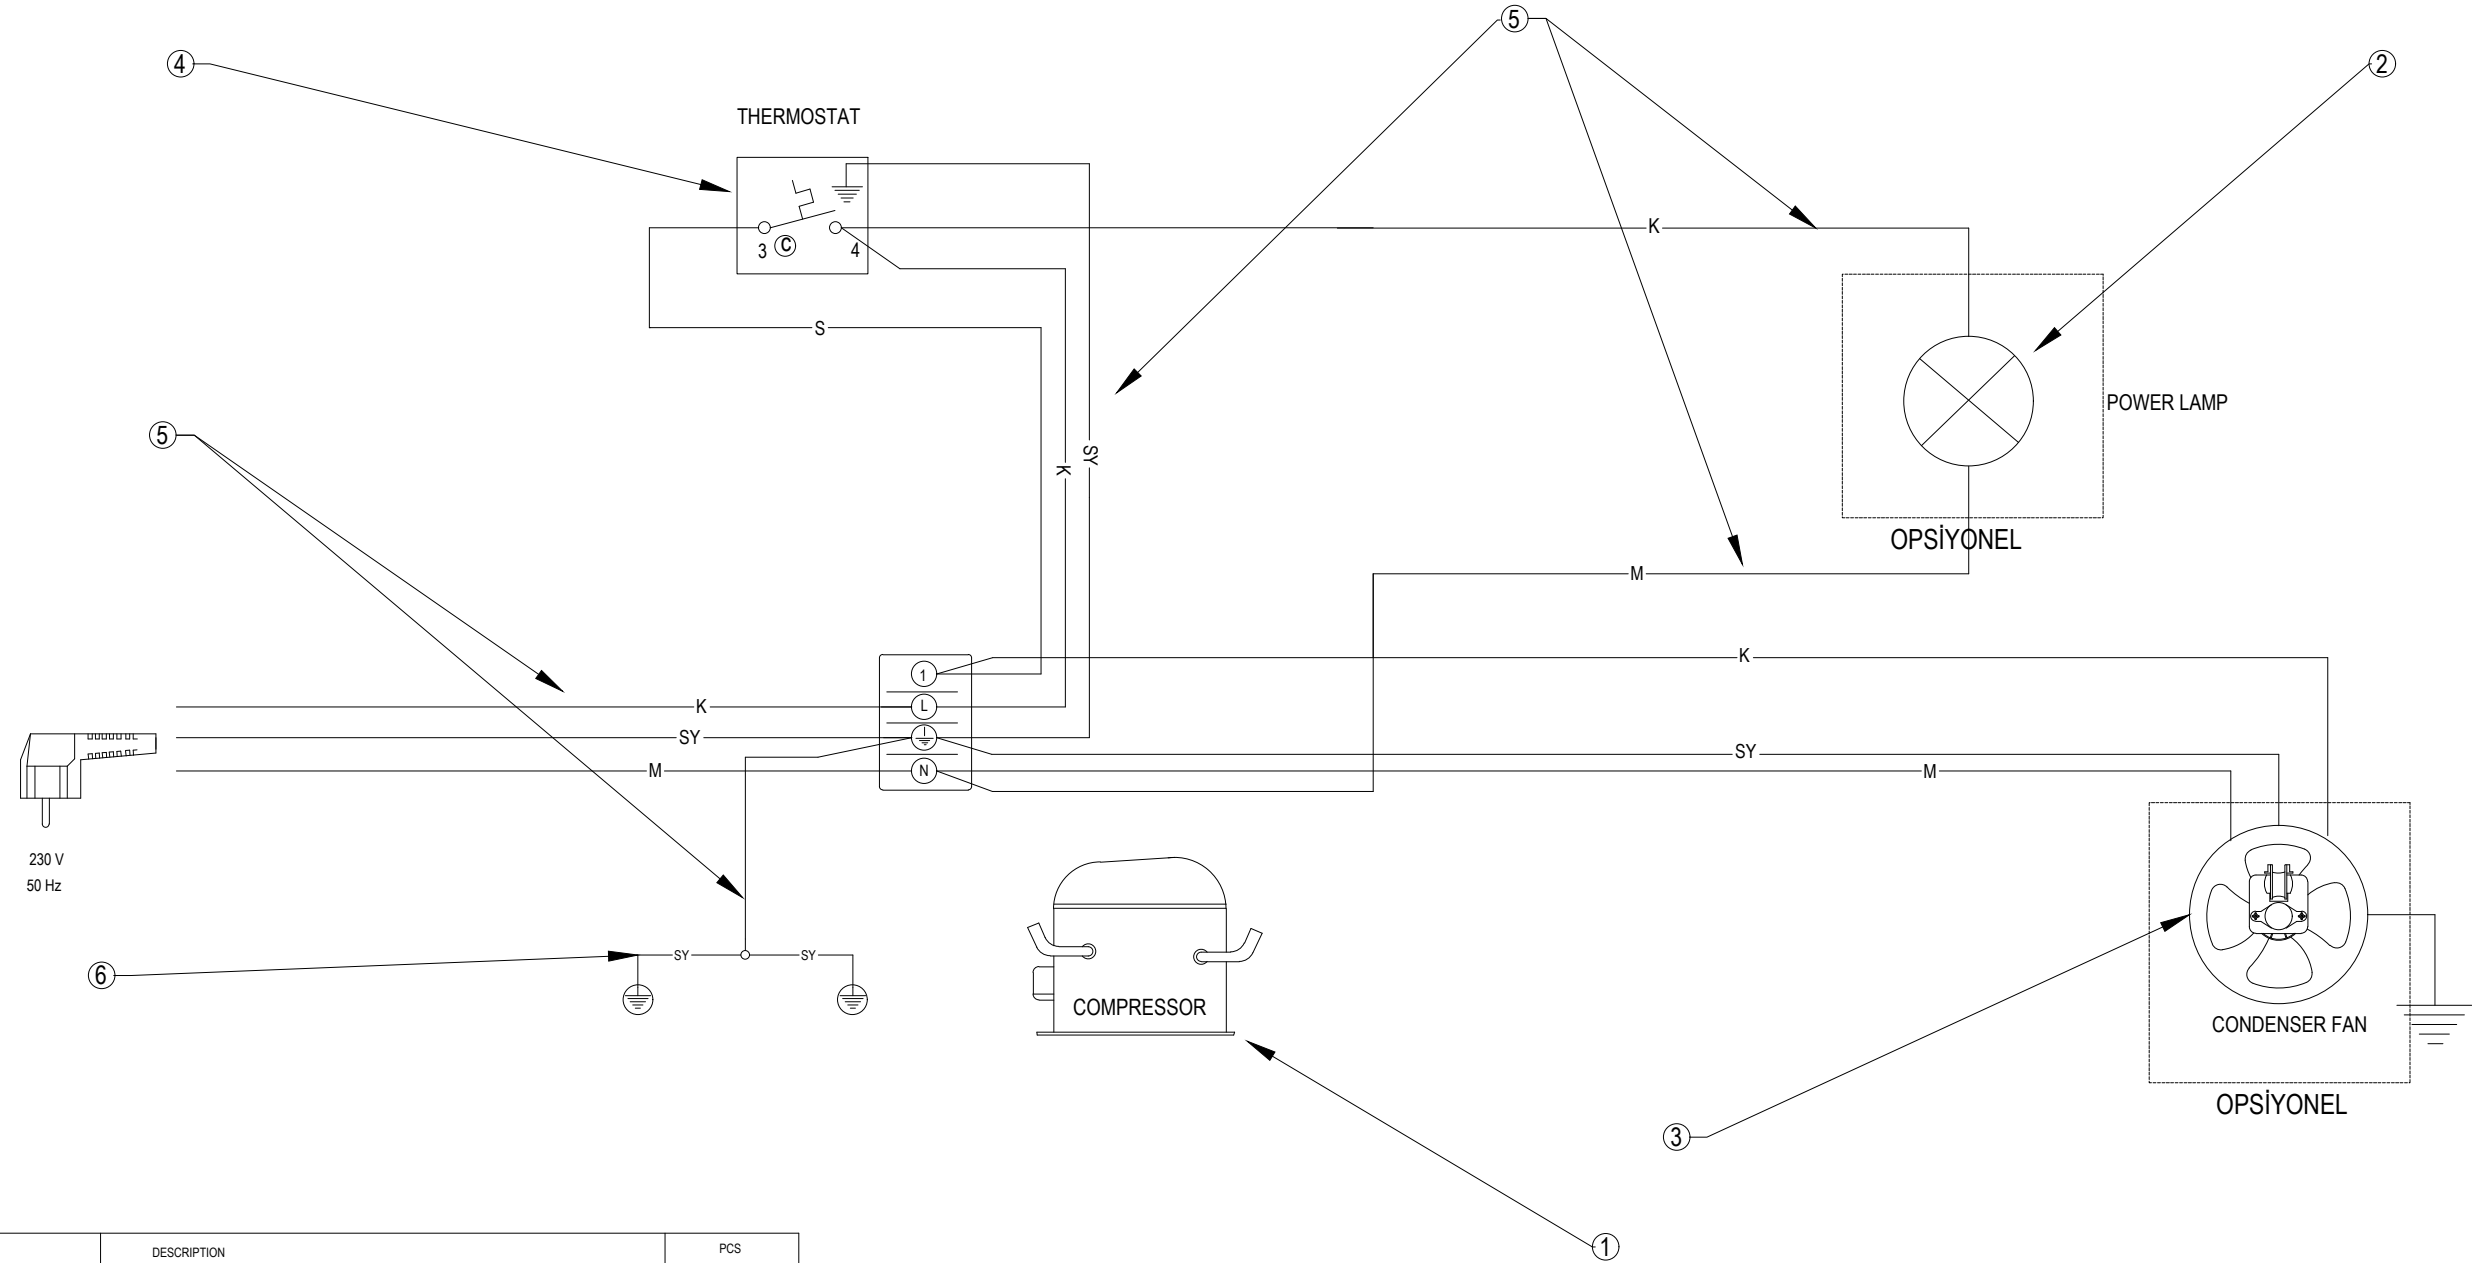 5
4
2
THERMOSTAT
3 C 4
K
S
POWER LAMP
5
SY
K
OPSİYONEL
M
1
K
K
L
SY
SY
M
N
M
230 V
50 Hz
SY
SY
6
COMPRESSOR
CONDENSER FAN
OPSİYONEL
3
1
DESCRIPTION
PCS